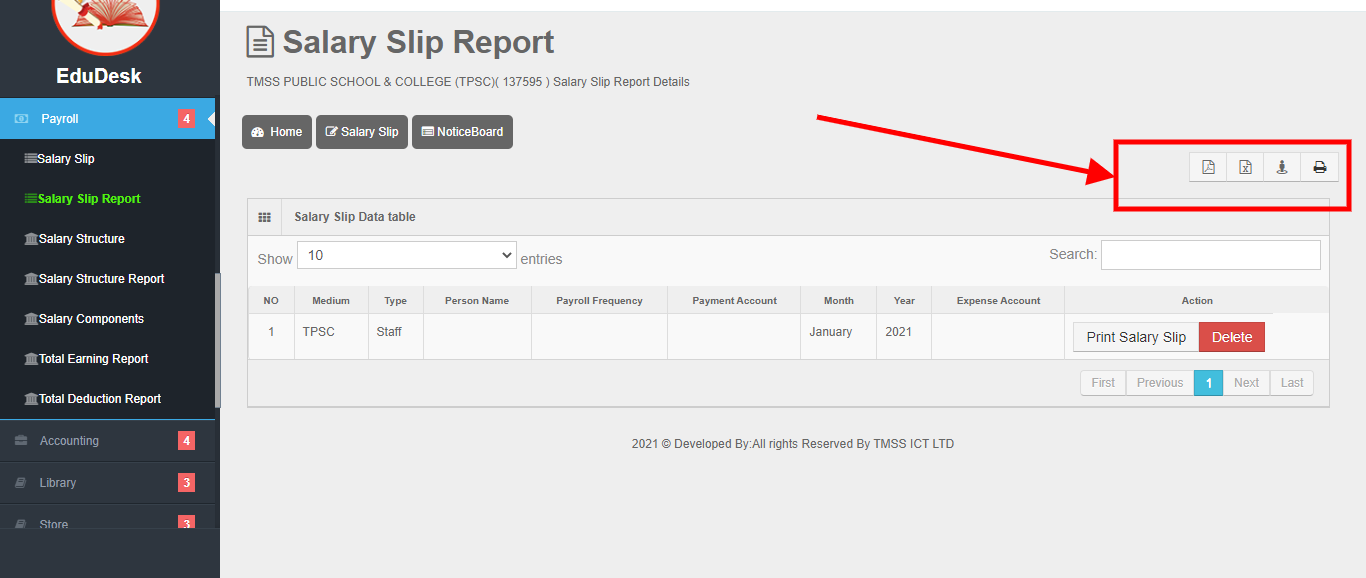 EduDesk
Payroll 4
Salary Slip
Salary Slip Report
Salary Structure
Salary Structure Report
Salary Components
Total Earning Report
Total Deduction Report
Accounting 4
Library 3
Store 3
Salary Slip Report
TMSS PUBLIC SCHOOL & COLLEGE (TPSC)( 137595 ) Salary Slip Report Details
Home Salary Slip NoticeBoard
Salary Slip Data table
Show 10 entries Search:
NO Medium Type Person Name Payroll Frequency Payment Account Month Year Expense Account Action
1 TPSC Staff January 2021 Print Salary Slip Delete
First Previous 1 Next Last
2021 © Developed By:All rights Reserved By TMSS ICT LTD